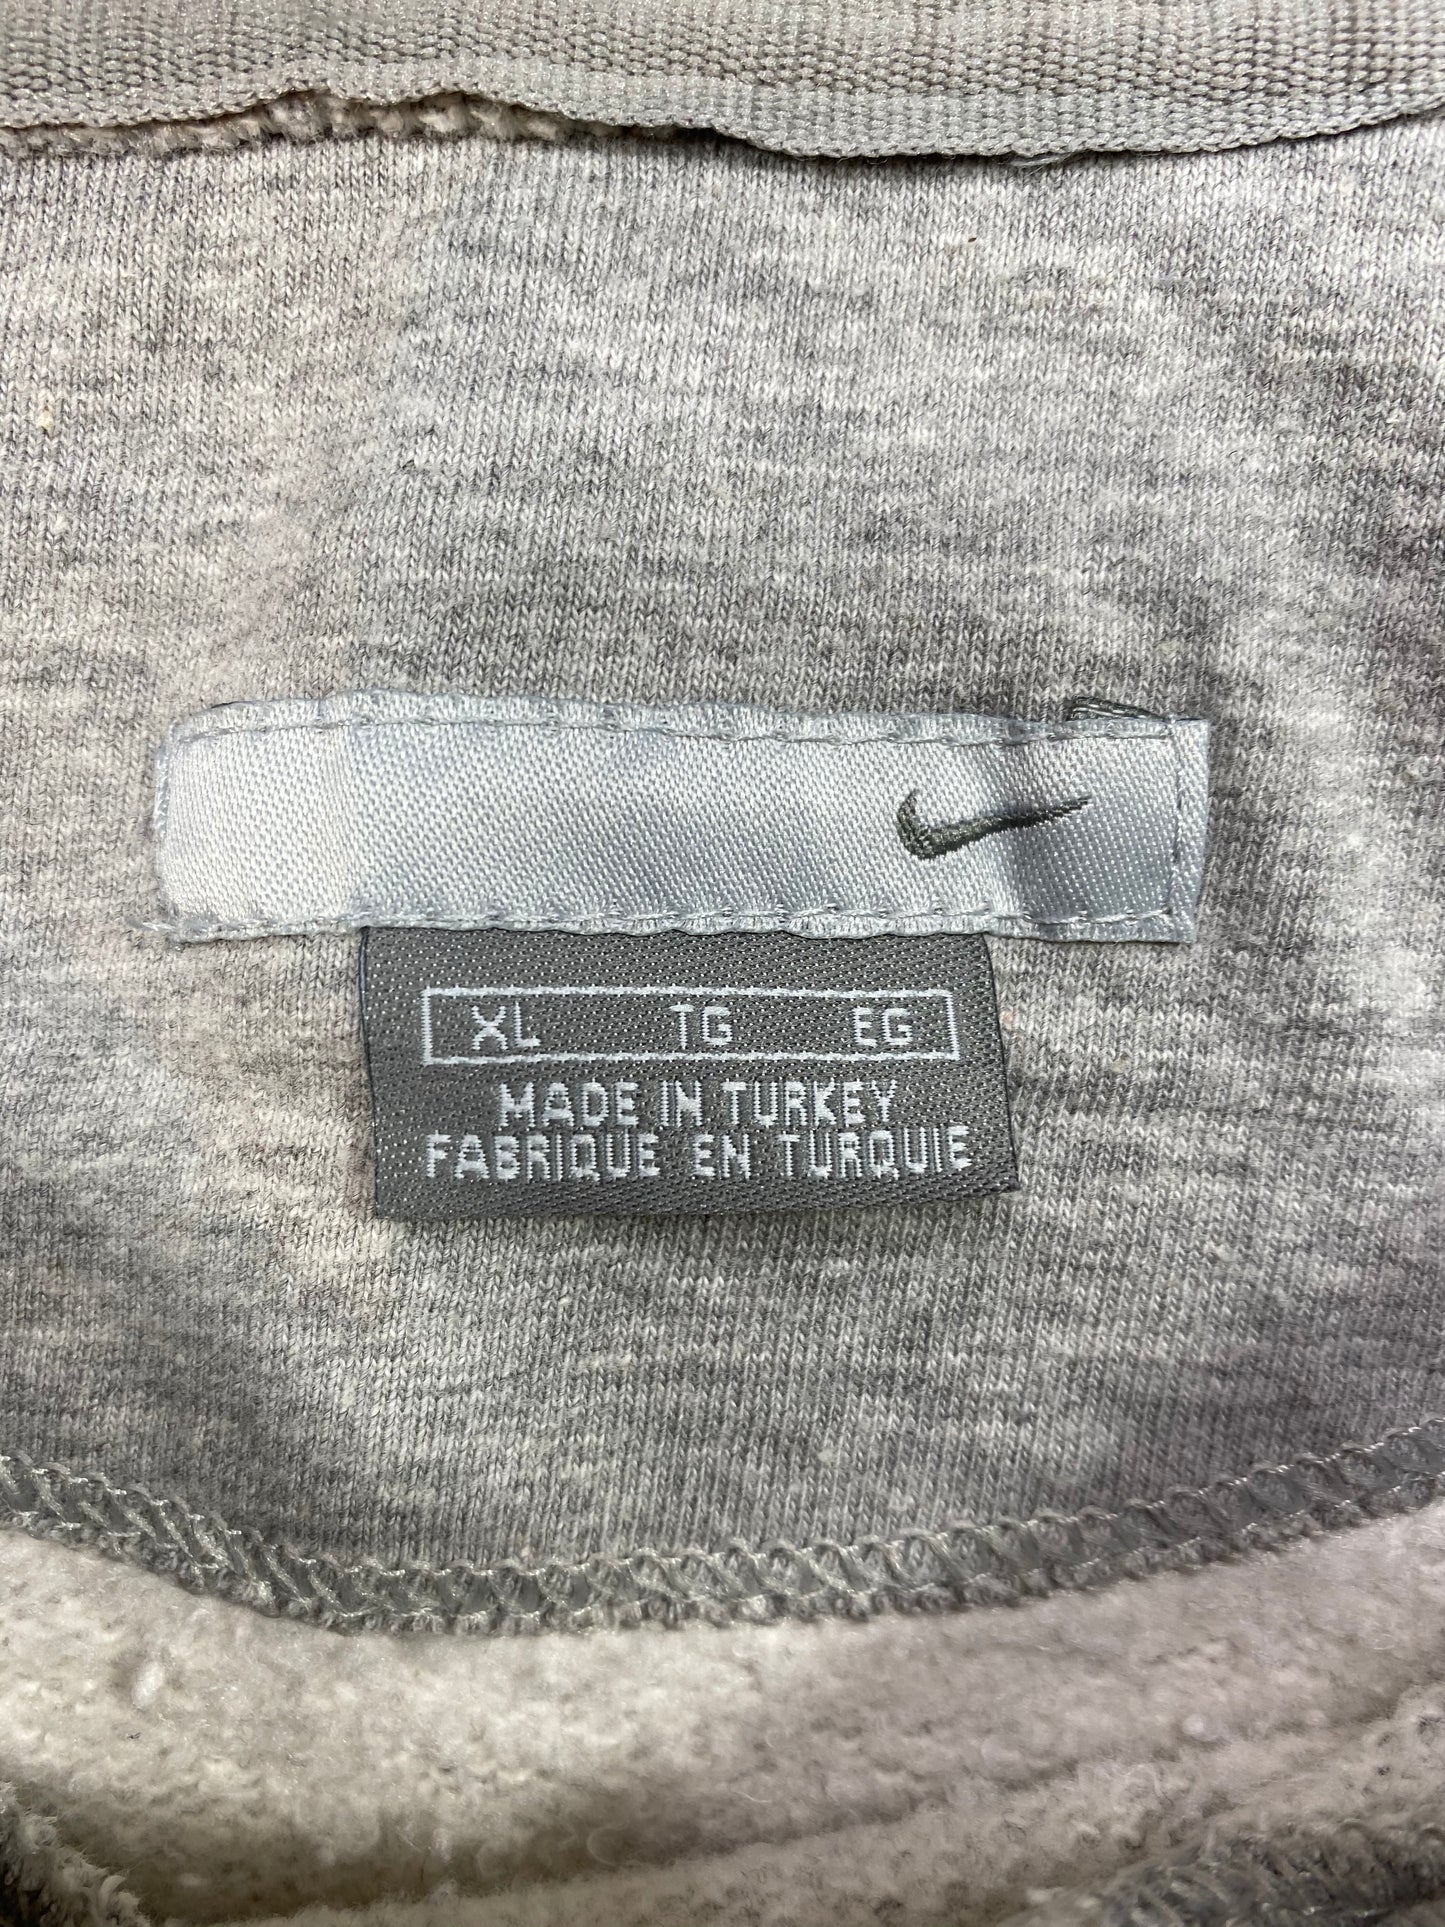 XL TG EG
MADE IN TURKEY
FABRIQUE EN TURQUIE